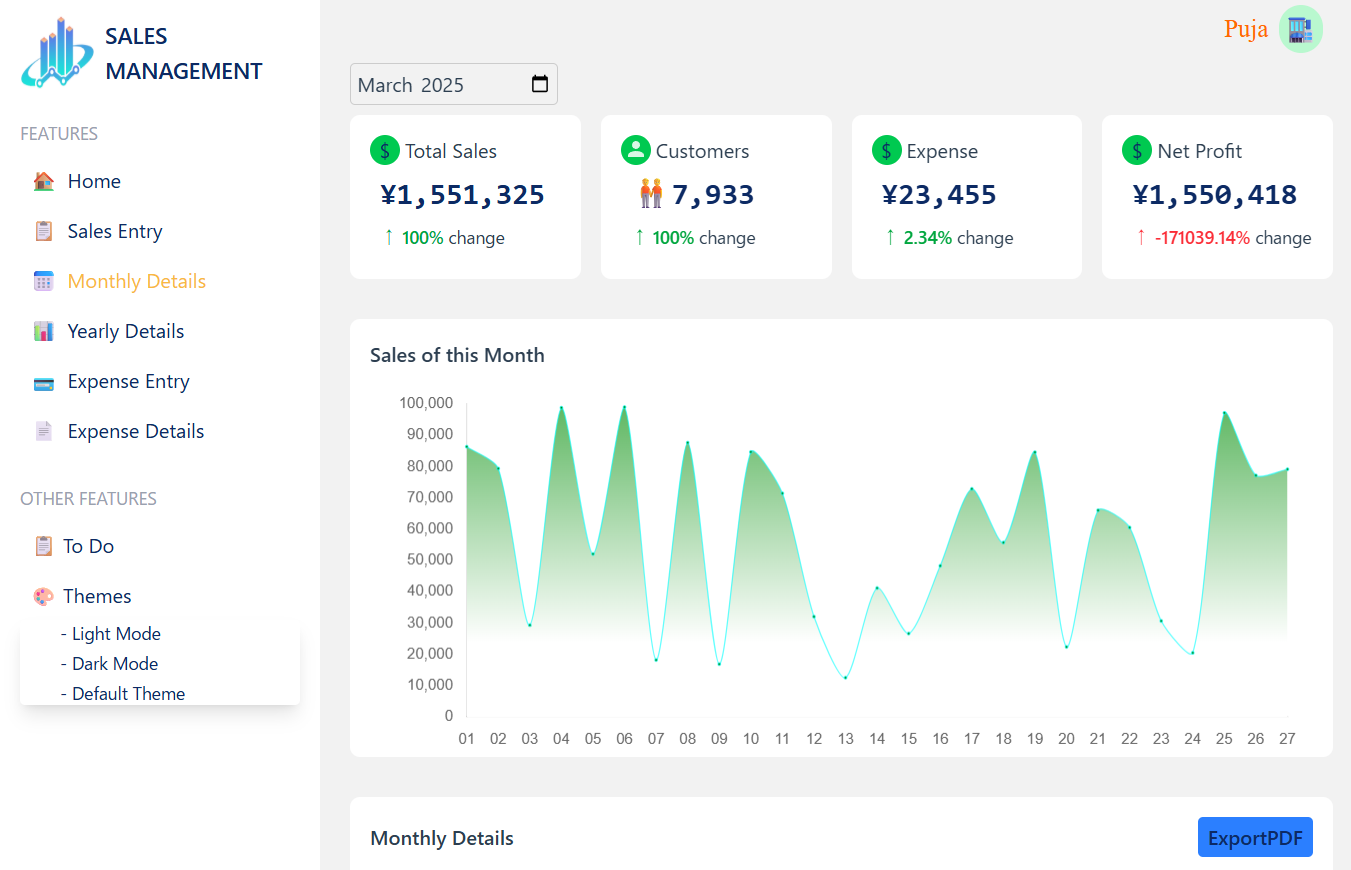 SALES
MANAGEMENT
FEATURES
Home
Sales Entry
Monthly Details
Yearly Details
Expense Entry
Expense Details
OTHER FEATURES
To Do
Themes
- Light Mode
- Dark Mode
- Default Theme
Puja
March 2025
$ Total Sales
¥1,551,325
↑ 100% change
Customers
7,933
↑ 100% change
$ Expense
¥23,455
↑ 2.34% change
$ Net Profit
¥1,550,418
↑ -171039.14% change
Sales of this Month
100,000
90,000
80,000
70,000
60,000
50,000
40,000
30,000
20,000
10,000
0
01 02 03 04 05 06 07 08 09 10 11 12 13 14 15 16 17 18 19 20 21 22 23 24 25 26 27
Monthly Details
ExportPDF